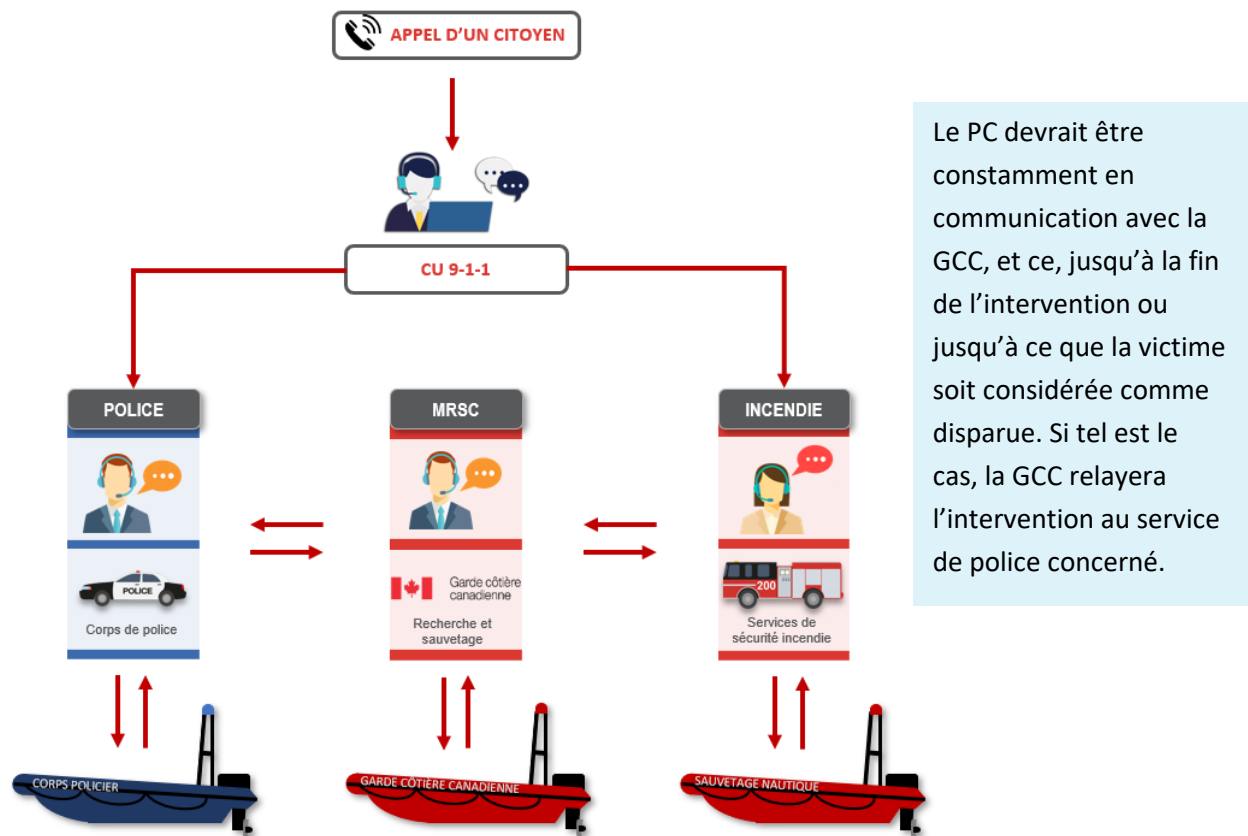 APPEL D'UN CITOYEN
CU 9-1-1
POLICE
Corps de police
POLICE
CORPS POLICIER
MRSC
Garde côtière
canadienne
Recherche et
sauvetage
GARDE CÔTIÈRE CANADIENNE
INCENDIE
200
Services de
sécurité incendie
SAUVETAGE NAUTIQUE
Le PC devrait être
constamment en
communication avec la
GCC, et ce, jusqu'à la fin
de l'intervention ou
jusqu'à ce que la victime
soit considérée comme
disparue. Si tel est le
cas, la GCC relayera
l'intervention au service
de police concerné.